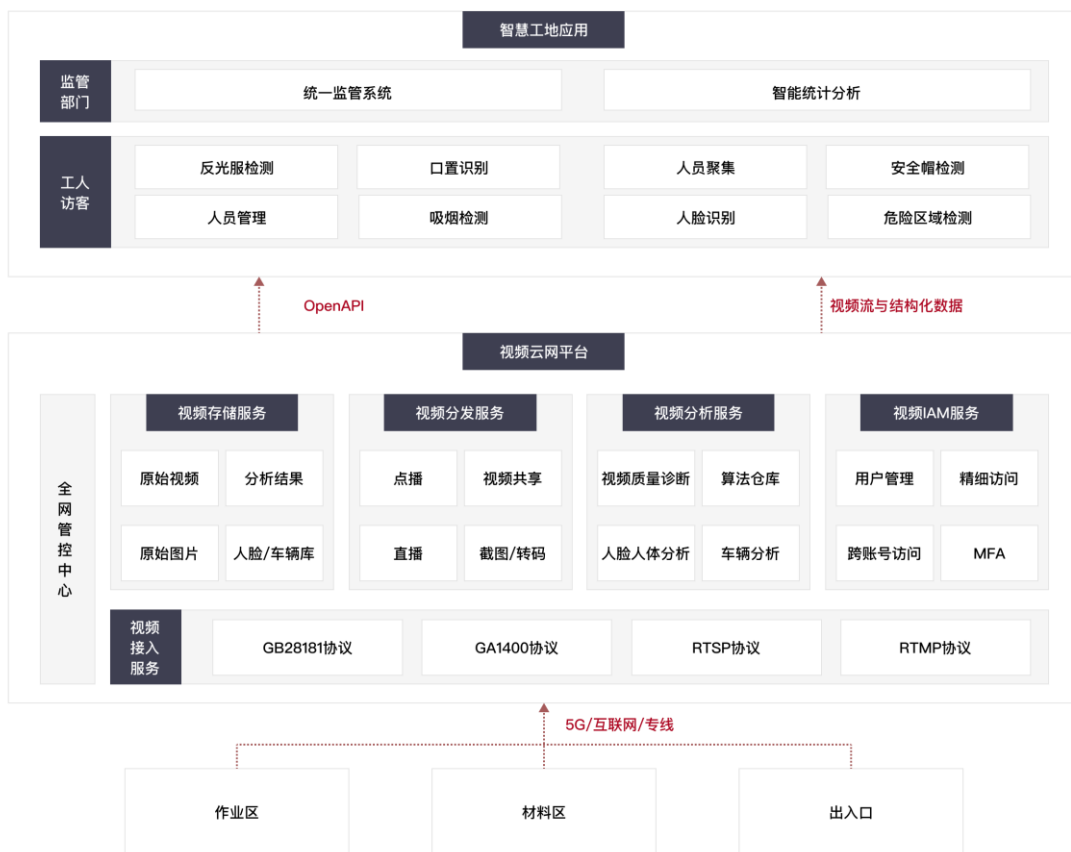 智慧工地应用
监管
部门
统一监管系统
智能统计分析
工人
访客
反光服检测
口置识别
人员聚集
安全帽检测
人员管理
吸烟检测
人脸识别
危险区域检测
OpenAPI
视频流与结构化数据
视频云网平台
全
网
管
控
中
心
视频存储服务
视频分发服务
视频分析服务
视频IAM服务
原始视频
分析结果
点播
视频共享
视频质量诊断
算法仓库
用户管理
精细访问
原始图片
人脸/车辆库
直播
截图/转码
人脸人体分析
车辆分析
跨账号访问
MFA
视频
接入
服务
GB28181协议
GA1400协议
RTSP协议
RTMP协议
5G/互联网/专线
作业区
材料区
出入口